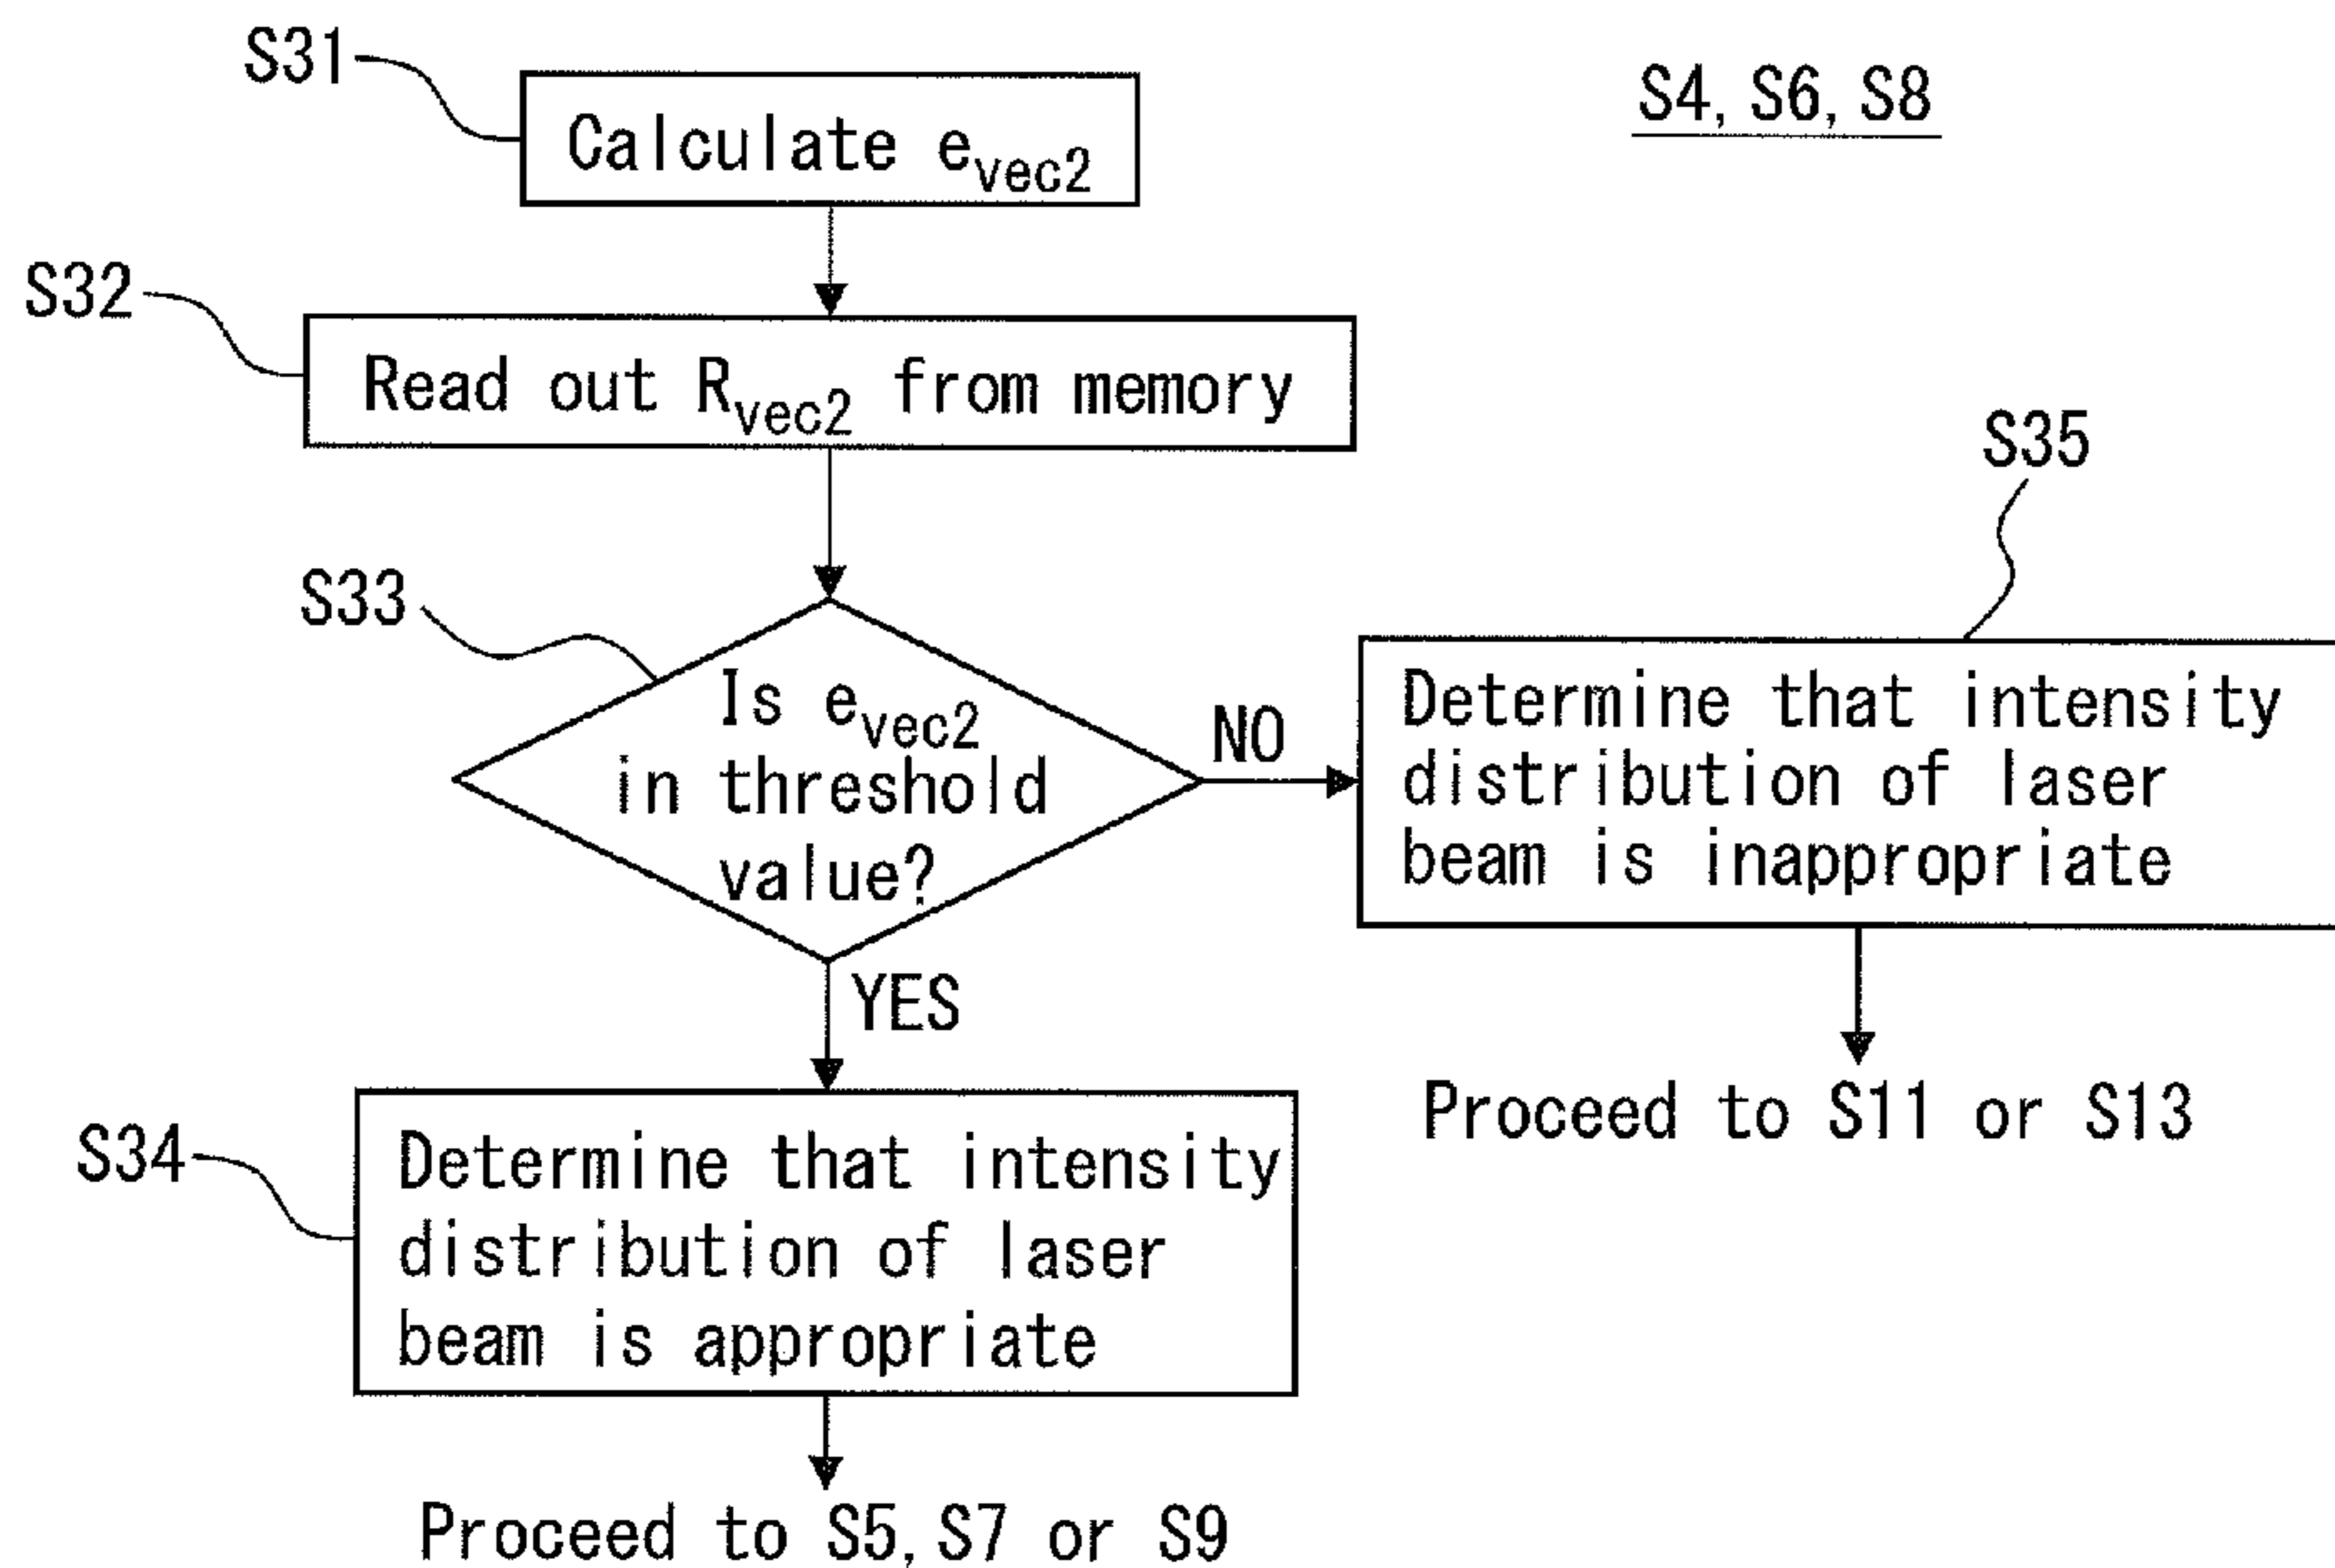 S31
Calculate e_vec2
S4, S6, S8
S32
Read out R_vec2 from memory
S33
Is e_vec2
in threshold
value?
NO
S35
Determine that intensity
distribution of laser
beam is inappropriate
Proceed to S11 or S13
YES
S34
Determine that intensity
distribution of laser
beam is appropriate
Proceed to S5, S7 or S9